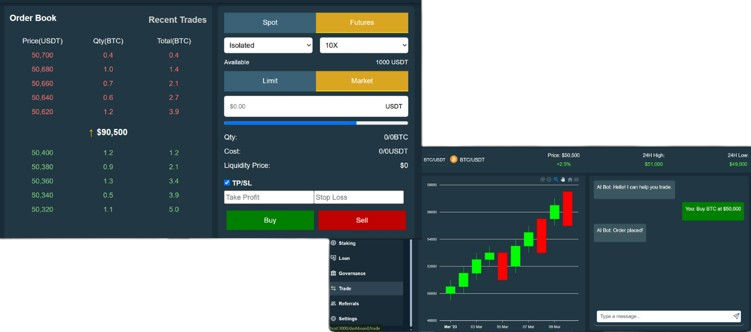 Order Book
Recent Trades
Price(USDT) Qty(BTC) Total(BTC)
50,700 0.4 0.4
50,680 1.0 1.4
50,660 0.7 2.1
50,640 0.6 2.7
50,620 1.2 3.9
↑ $90,500
50,400 1.2 1.2
50,380 0.9 2.1
50,360 1.3 3.4
50,340 0.5 3.9
50,320 1.1 5.0
Spot Futures
Isolated 10X
Available 1000 USDT
Limit Market
$0.00 USDT
Qty: 0/0BTC
Cost: 0/0USDT
Liquidity Price: $0
TP/SL
Take Profit Stop Loss
Buy Sell
BTC/USDT BTC/USDT
Price: $50,500
+2.5%
24H High:
$51,000
24H Low:
$49,000
AI Bot: Hello! I can help you trade.
You: Buy BTC at $50,000
AI Bot: Order placed!
Type a message...
Staking
Loan
Governance
Trade
Referrals
Settings